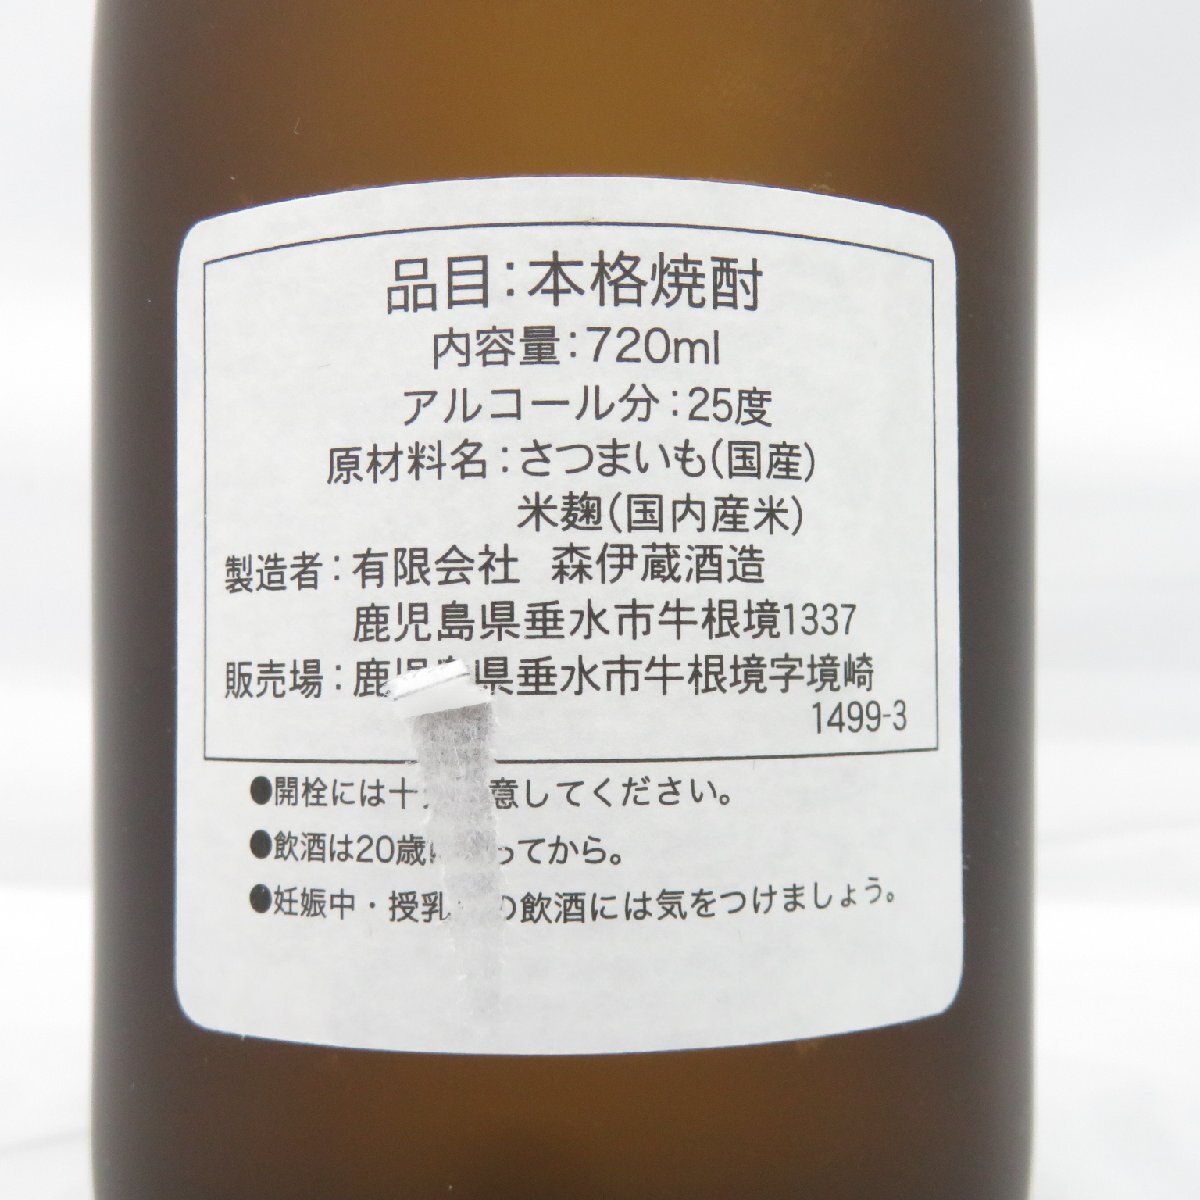 品目:本格焼酎
内容量:720ml
アルコール分:25度
原材料名:さつまいも(国産)
米麹(国内産米)
製造者:有限会社 森伊蔵酒造
鹿児島県垂水市牛根境1337
販売場:鹿児島県垂水市牛根境字境崎
1499-3
●開栓には十 意してください。
●飲酒は20歳に ってから。
●妊娠中・授乳 の飲酒には気をつけましょう。